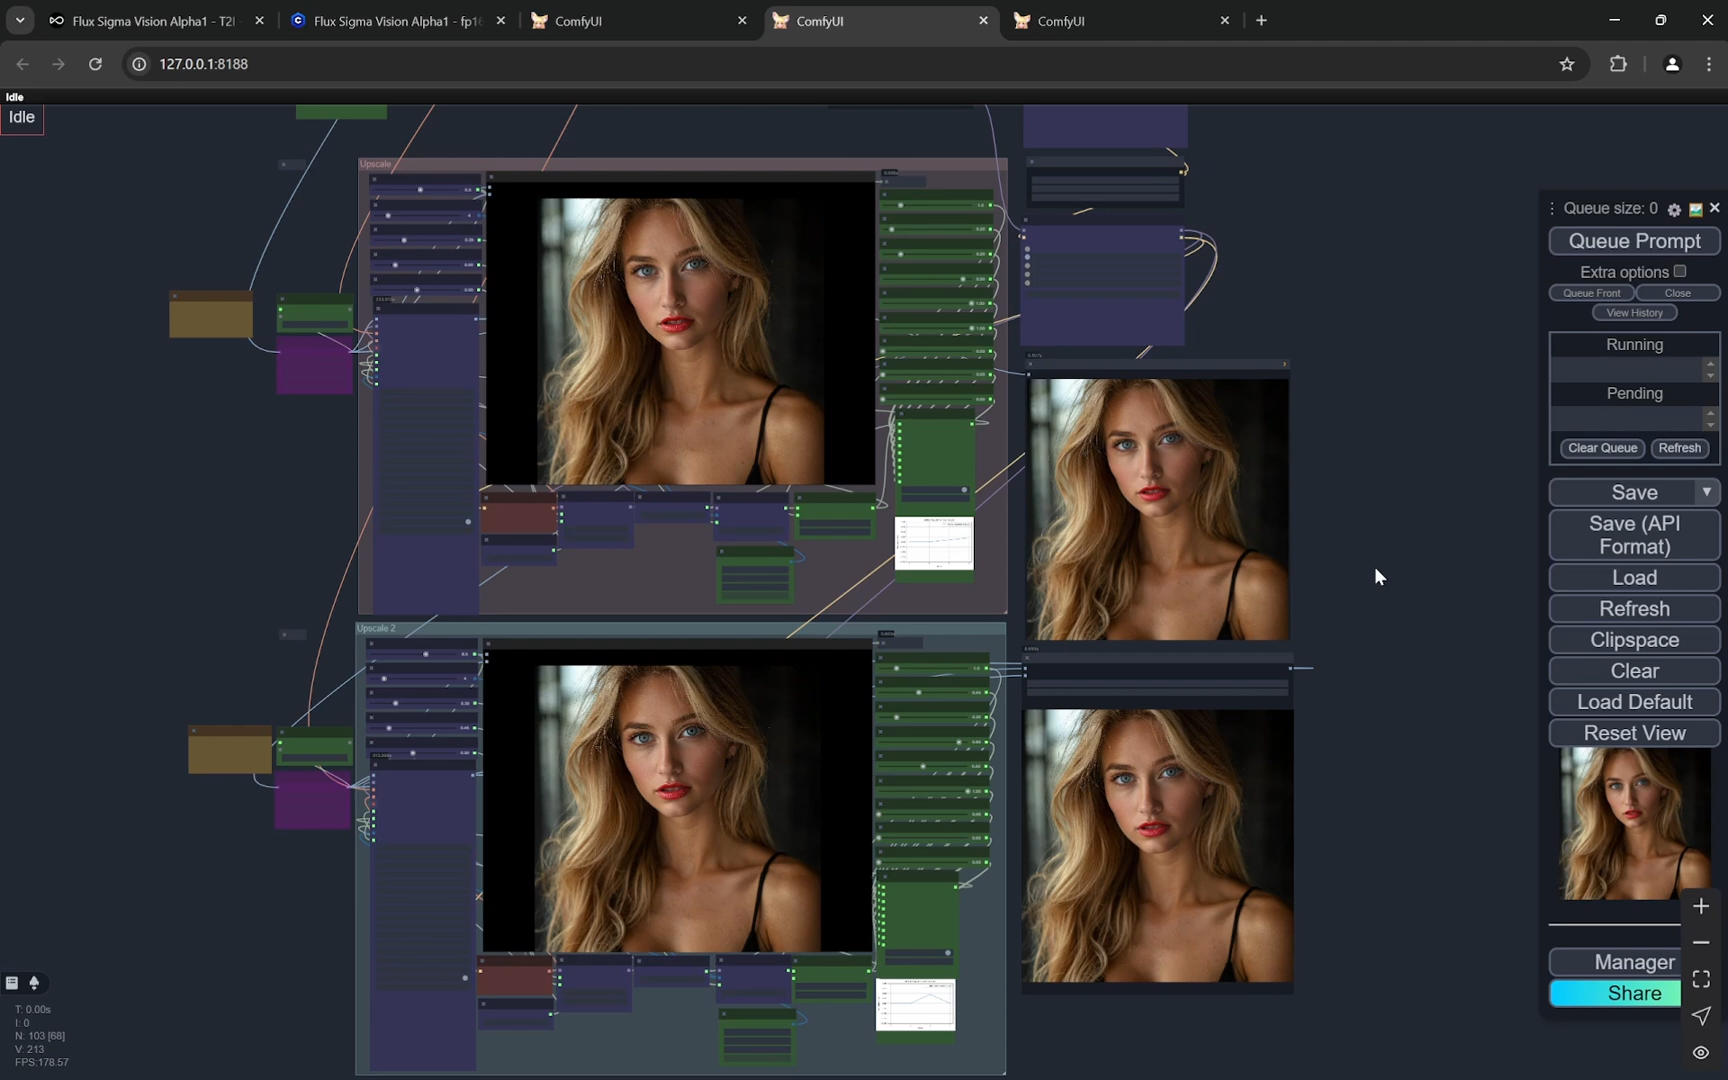 Flux Sigma Vision Alpha1 - T2I
Flux Sigma Vision Alpha1 - fp16
ComfyUI
ComfyUI
ComfyUI
127.0.0.1:8188
Idle
Idle
Upscale
Upscale 2
Queue size: 0
Queue Prompt
Extra options
Queue Front
Close
View History
Running
Pending
Clear Queue
Refresh
Save
Save (API
Format)
Load
Refresh
Clipspace
Clear
Load Default
Reset View
Manager
Share
T: 0.00s
I: 0
N: 103 [68]
V: 213
FPS:178.57